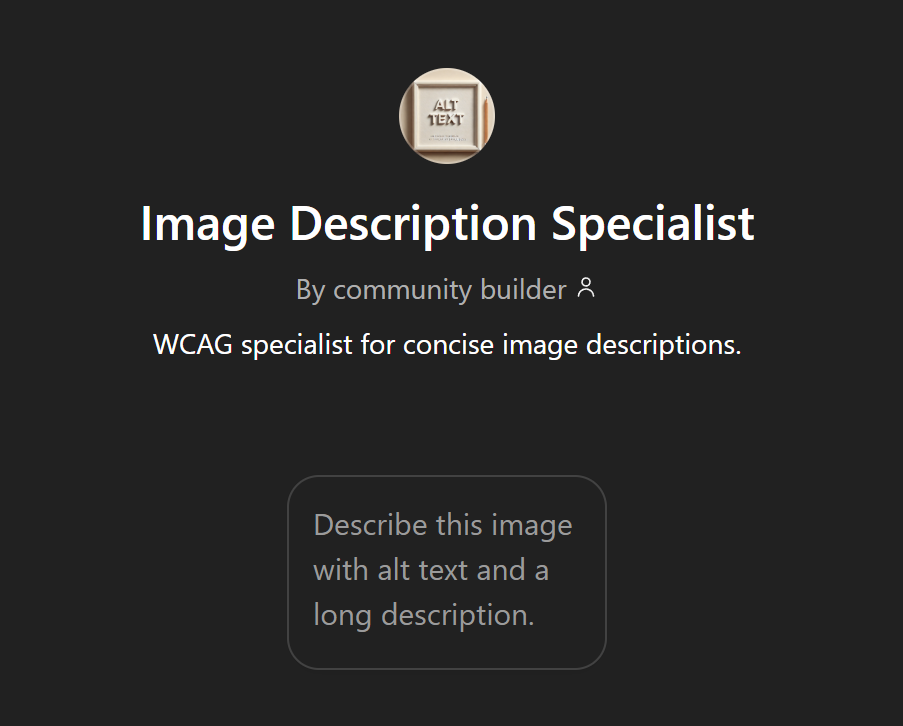 ALT
TEXT
Image Description Specialist
By community builder
WCAG specialist for concise image descriptions.
Describe this image
with alt text and a
long description.